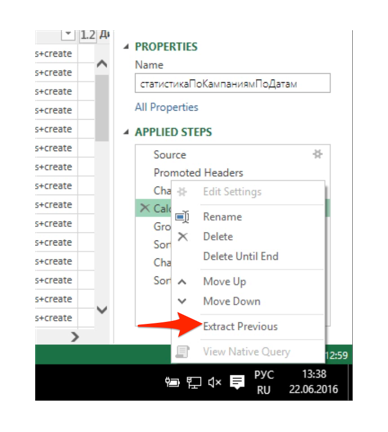 1.2
s+create
PROPERTIES
s+create
Name
s+create
статистикаПоКампаниямПоДатам
s+create
All Properties
s+create
APPLIED STEPS
s+create
Source
s+create
Promoted Headers
s+create
Cha
Edit Settings
s+create
Calc
Rename
s+create
Gro
Delete
s+create
Sor
Delete Until End
s+create
Cha
Move Up
s+create
Sor
Move Down
s+create
Extract Previous
s+create
View Native Query
12:59
РУС
13:38
RU
22.06.2016